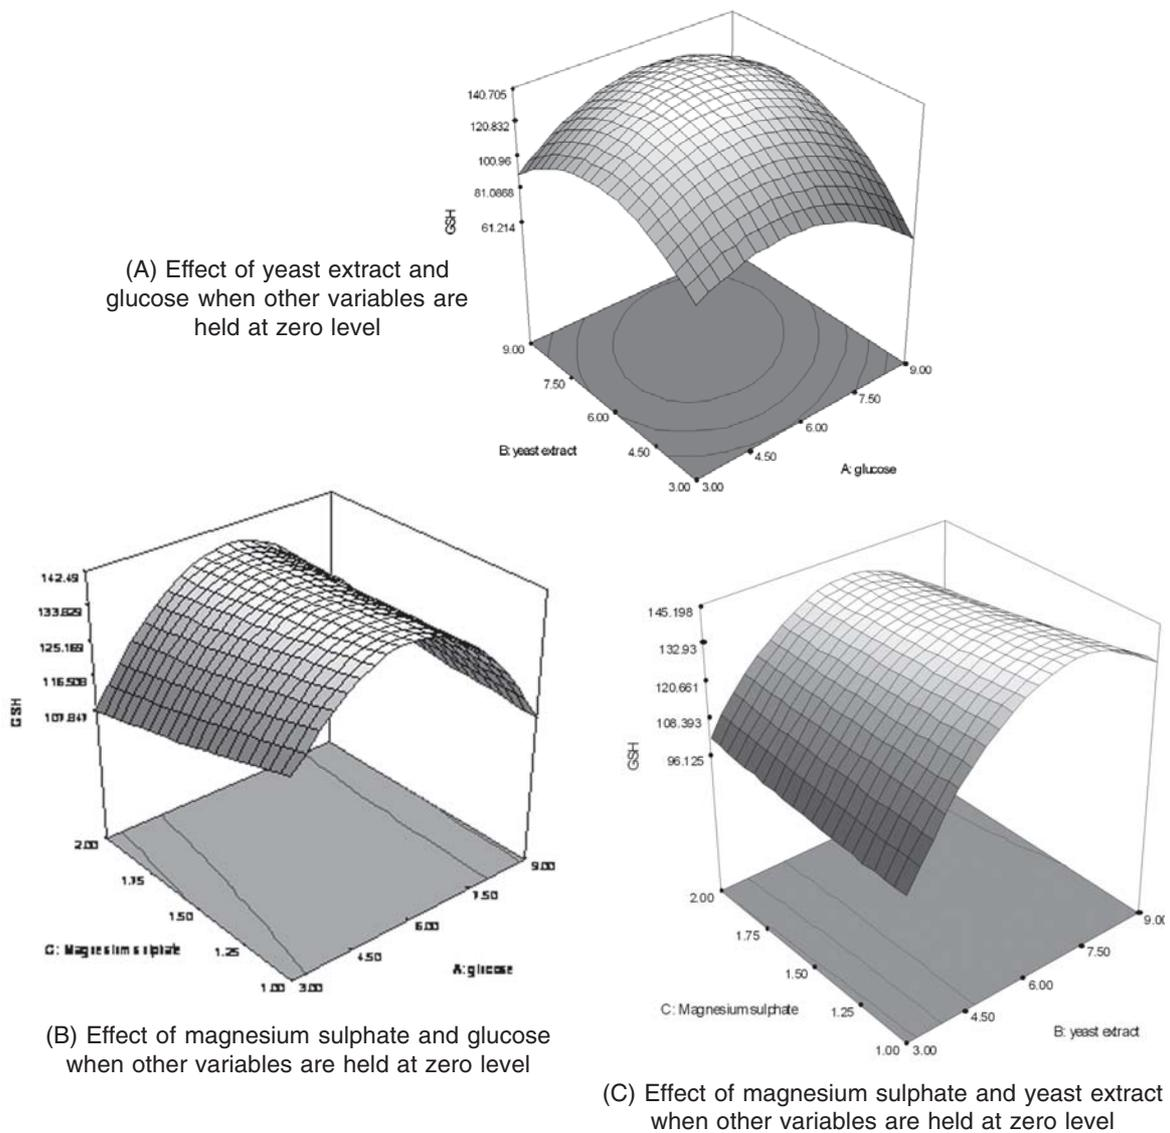 140.705
120.832
100.96
81.0868
61.214
GSH
(A) Effect of yeast extract and
glucose when other variables are
held at zero level
9.00
7.50
6.00
4.50
3.00
B: yeast extract
3.00
4.50
6.00
7.50
9.00
A: glucose
142.49
133.829
125.169
116.508
107.847
GSH
2.00
1.75
1.50
1.25
1.00
C: Magnesium sulphate
3.00
4.50
6.00
7.50
9.00
A: glucose
(B) Effect of magnesium sulphate and glucose
when other variables are held at zero level
145.198
132.93
120.661
108.393
96.125
GSH
2.00
1.75
1.50
1.25
1.00
C: Magnesium sulphate
3.00
4.50
6.00
7.50
9.00
B: yeast extract
(C) Effect of magnesium sulphate and yeast extract
when other variables are held at zero level